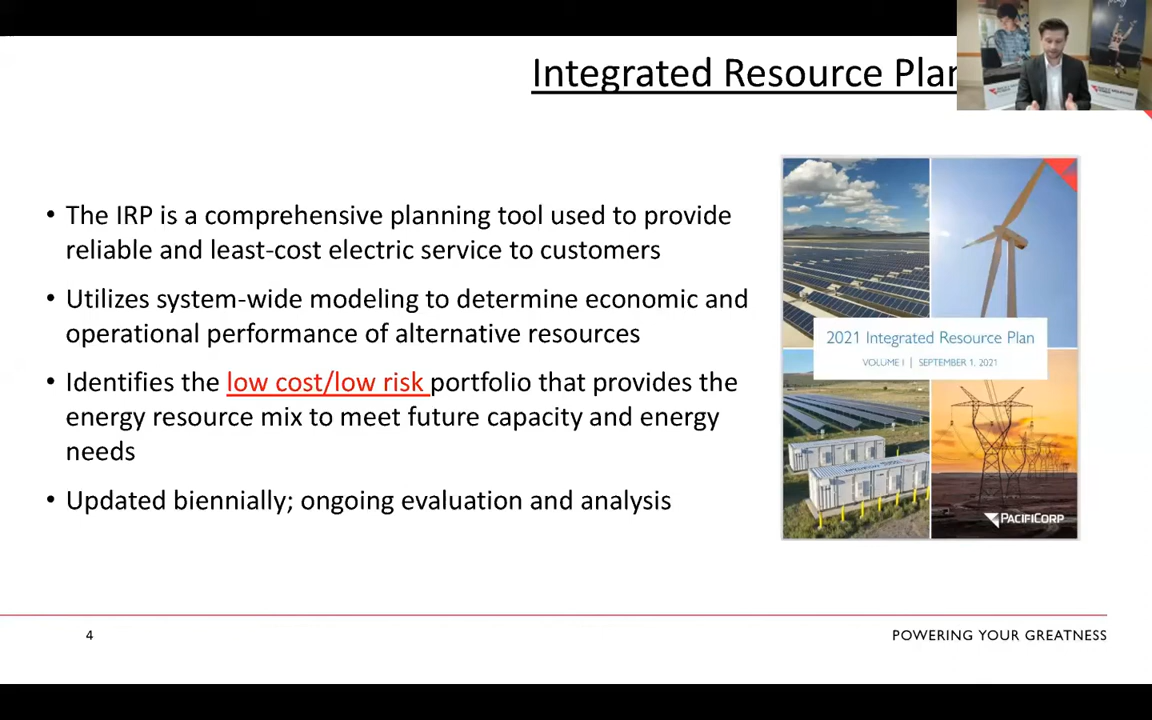 Integrated Resource Plan
• The IRP is a comprehensive planning tool used to provide
reliable and least-cost electric service to customers
• Utilizes system-wide modeling to determine economic and
operational performance of alternative resources
• Identifies the low cost/low risk portfolio that provides the
energy resource mix to meet future capacity and energy
needs
• Updated biennially; ongoing evaluation and analysis
2021 Integrated Resource Plan
VOLUME I | SEPTEMBER 1, 2021
PACIFICORP
4
POWERING YOUR GREATNESS